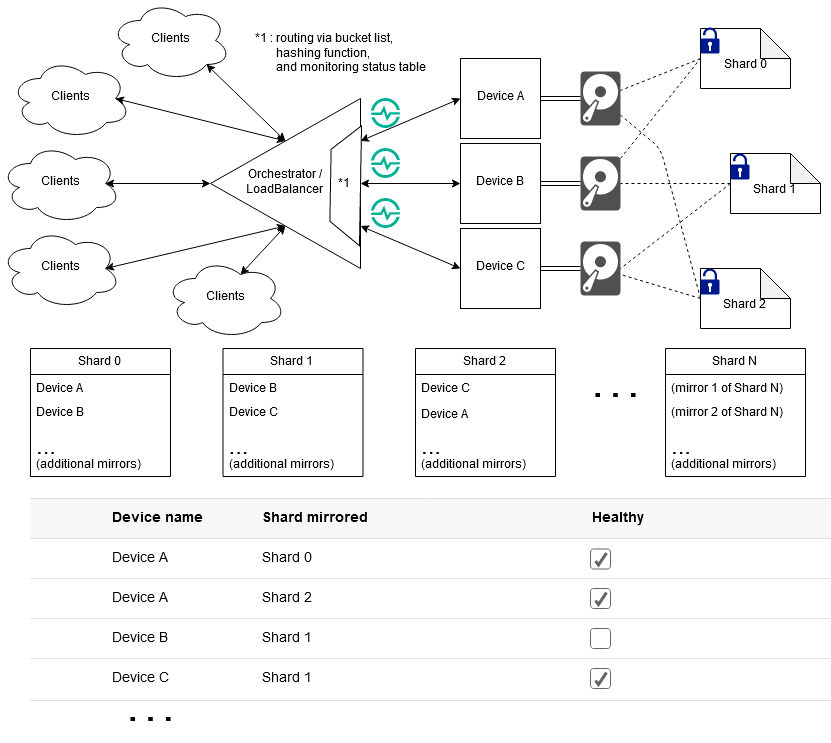 Clients
*1 : routing via bucket list,
hashing function,
and monitoring status table
Clients
Clients
Clients
Clients
Orchestrator /
LoadBalancer
*1
Device A
Device B
Device C
Shard 0
Shard 1
Shard 2
Shard 0
Device A
Device B
...
(additional mirrors)
Shard 1
Device B
Device C
...
(additional mirrors)
Shard 2
Device C
Device A
...
(additional mirrors)
...
Shard N
(mirror 1 of Shard N)
(mirror 2 of Shard N)
...
(additional mirrors)
Device name Shard mirrored Healthy
Device A Shard 0
Device A Shard 2
Device B Shard 1
Device C Shard 1
...